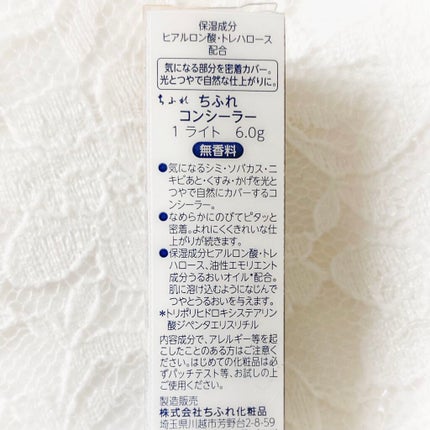 保湿成分
ヒアルロン酸・トレハロース
配合
気になる部分を密着カバー。
光とつやで自然な仕上がりに。
ちふれ ちふれ
コンシーラー
1 ライト 6.0g
無香料
●気になるシミ・ソバカス・ニ
キビあと・くすみ・かげを光と
つやで自然にカバーするコ
ンシーラー。
●なめらかにのびてピタッと
密着。よれにくくきれいな仕
上がりが続きます。
●保湿成分ヒアルロン酸・トレ
ハロース、油性エモリエント
成分うるおいオイル*配合。
肌に溶け込むようになじんで
つやとうるおいを与えます。
*トリポリヒドロキシステアリン
酸ジペンタエリスリチル
内容成分で、アレルギー等を起
こしたことのある方はご注意く
ださい。はじめての化粧品は必
ずパッチテスト等、お試しの上
ご使用ください。
製造販売
株式会社ちふれ化粧品
埼玉県川越市芳野台2-8-59